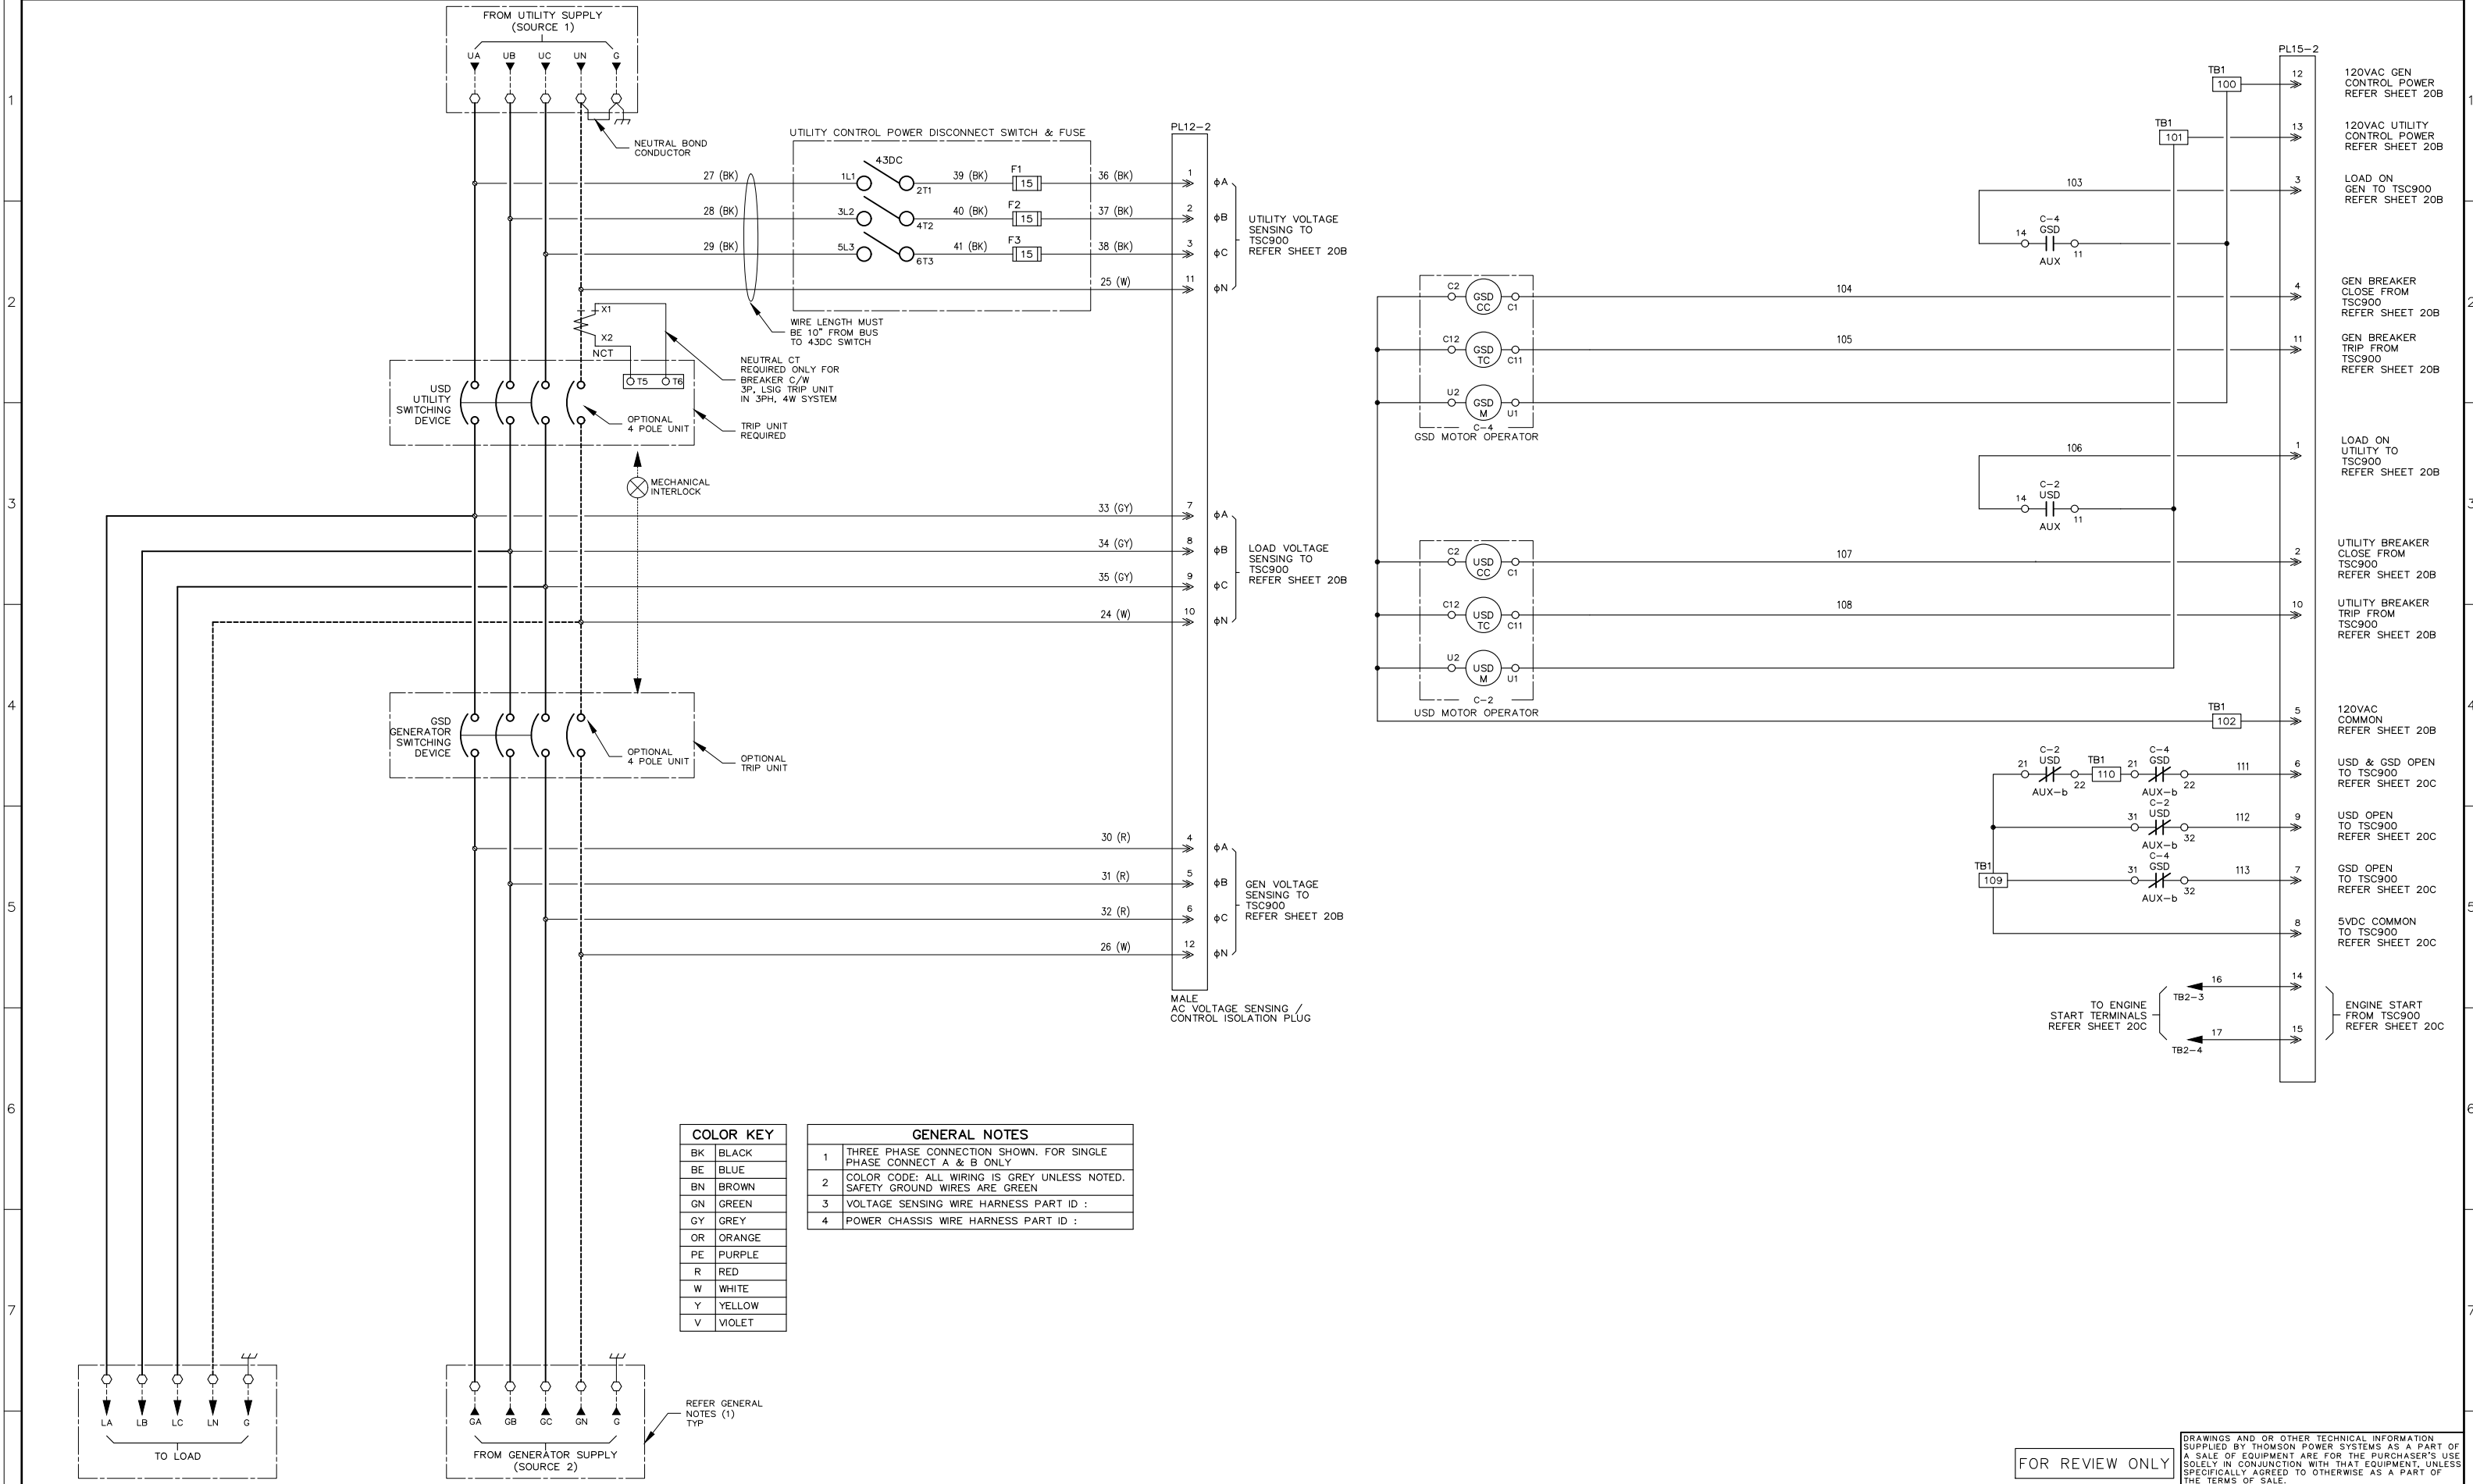 FROM UTILITY SUPPLY
(SOURCE 1)
UA UB UC UN G
NEUTRAL BOND
CONDUCTOR
UTILITY CONTROL POWER DISCONNECT SWITCH & FUSE
43DC
27 (BK) 1L1 2T1 39 (BK) F1 15 36 (BK)
28 (BK) 3L2 4T2 40 (BK) F2 15 37 (BK)
29 (BK) 5L3 6T3 41 (BK) F3 15 38 (BK)
25 (W)
WIRE LENGTH MUST
BE 10" FROM BUS
TO 43DC SWITCH
X1
X2
NCT
T5 T6
NEUTRAL CT
REQUIRED ONLY FOR
BREAKER C/W
3P, LSIG TRIP UNIT
IN 3PH, 4W SYSTEM
USD
UTILITY
SWITCHING
DEVICE
OPTIONAL
4 POLE UNIT
TRIP UNIT
REQUIRED
MECHANICAL
INTERLOCK
33 (GY)
34 (GY)
35 (GY)
24 (W)
GSD
GENERATOR
SWITCHING
DEVICE
OPTIONAL
4 POLE UNIT
OPTIONAL
TRIP UNIT
30 (R)
31 (R)
32 (R)
26 (W)
PL12-2
1 ϕA
2 ϕB
3 ϕC
11 ϕN
UTILITY VOLTAGE
SENSING TO
TSC900
REFER SHEET 20B
7 ϕA
8 ϕB
9 ϕC
10 ϕN
LOAD VOLTAGE
SENSING TO
TSC900
REFER SHEET 20B
4 ϕA
5 ϕB
6 ϕC
12 ϕN
GEN VOLTAGE
SENSING TO
TSC900
REFER SHEET 20B
MALE
AC VOLTAGE SENSING /
CONTROL ISOLATION PLUG
C2 GSD CC C1 104
C12 GSD TC C11 105
U2 GSD M U1
C-4
GSD MOTOR OPERATOR
C2 USD CC C1 107
C12 USD TC C11 108
U2 USD M U1
C-2
USD MOTOR OPERATOR
PL15-2
TB1
100
12
120VAC GEN
CONTROL POWER
REFER SHEET 20B
TB1
101
13
120VAC UTILITY
CONTROL POWER
REFER SHEET 20B
103
3
LOAD ON
GEN TO TSC900
REFER SHEET 20B
C-4
GSD
14 11
AUX
4
GEN BREAKER
CLOSE FROM
TSC900
REFER SHEET 20B
11
GEN BREAKER
TRIP FROM
TSC900
REFER SHEET 20B
106
1
LOAD ON
UTILITY TO
TSC900
REFER SHEET 20B
C-2
USD
14 11
AUX
2
UTILITY BREAKER
CLOSE FROM
TSC900
REFER SHEET 20B
10
UTILITY BREAKER
TRIP FROM
TSC900
REFER SHEET 20B
TB1
102
5
120VAC
COMMON
REFER SHEET 20B
C-2
USD
21 22
AUX-b
TB1
110
C-4
GSD
21 22
AUX-b
111
6
USD & GSD OPEN
TO TSC900
REFER SHEET 20C
C-2
USD
31 32
AUX-b
112
9
USD OPEN
TO TSC900
REFER SHEET 20C
TB1
109
C-4
GSD
31 32
AUX-b
113
7
GSD OPEN
TO TSC900
REFER SHEET 20C
8
5VDC COMMON
TO TSC900
REFER SHEET 20C
TO ENGINE
START TERMINALS
REFER SHEET 20C
16
TB2-3
14
17
TB2-4
15
ENGINE START
FROM TSC900
REFER SHEET 20C
COLOR KEY
BK BLACK
BE BLUE
BN BROWN
GN GREEN
GY GREY
OR ORANGE
PE PURPLE
R RED
W WHITE
Y YELLOW
V VIOLET
GENERAL NOTES
1 THREE PHASE CONNECTION SHOWN. FOR SINGLE
PHASE CONNECT A & B ONLY
2 COLOR CODE: ALL WIRING IS GREY UNLESS NOTED.
SAFETY GROUND WIRES ARE GREEN
3 VOLTAGE SENSING WIRE HARNESS PART ID :
4 POWER CHASSIS WIRE HARNESS PART ID :
LA LB LC LN G
TO LOAD
GA GB GC GN G
FROM GENERATOR SUPPLY
(SOURCE 2)
REFER GENERAL
NOTES (1)
TYP
FOR REVIEW ONLY
DRAWINGS AND OR OTHER TECHNICAL INFORMATION
SUPPLIED BY THOMSON POWER SYSTEMS AS A PART OF
A SALE OF EQUIPMENT ARE FOR THE PURCHASER'S USE
SOLELY IN CONJUNCTION WITH THAT EQUIPMENT, UNLESS
SPECIFICALLY AGREED TO OTHERWISE AS A PART OF
THE TERMS OF SALE.
1 1
2 2
3 3
4 4
5 5
6 6
7 7